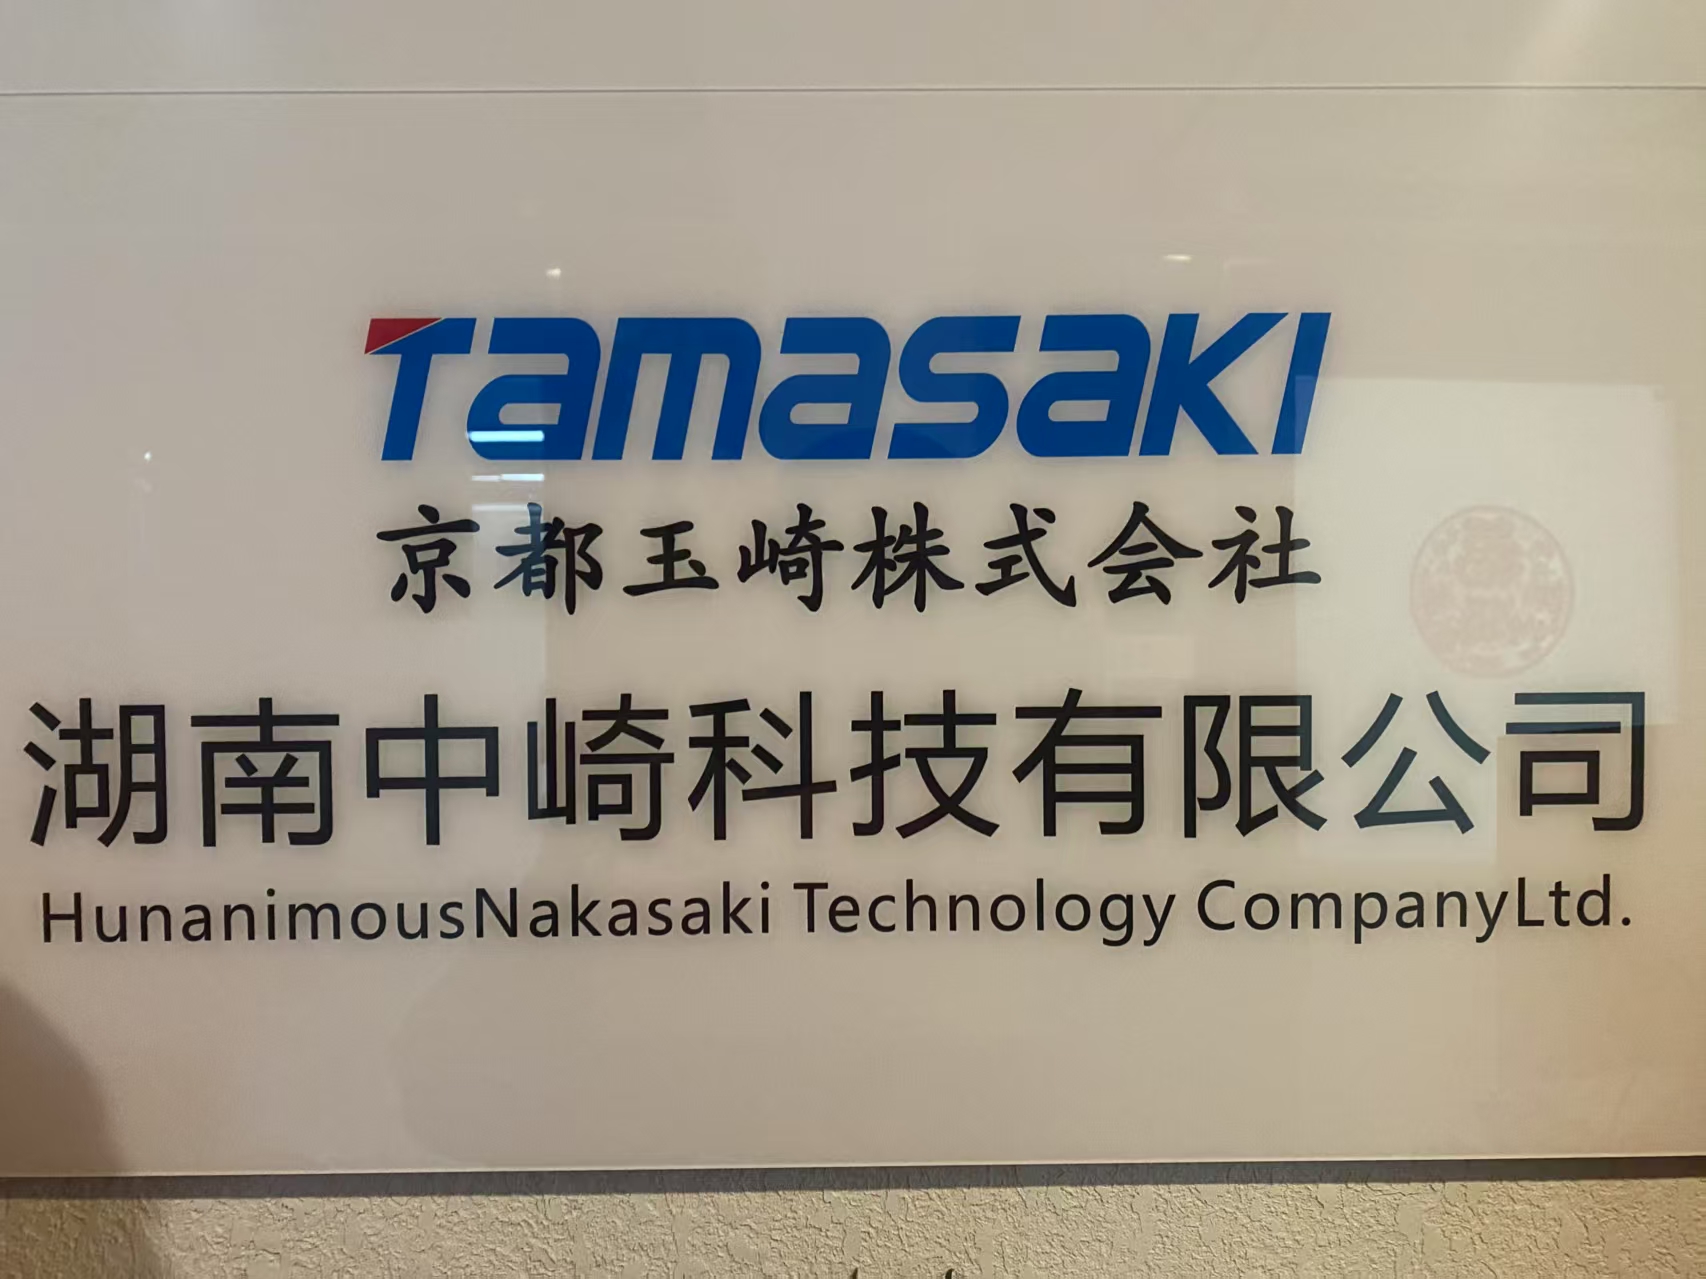 Tamasaki
京都玉崎株式会社
湖南中崎科技有限公司
HunanimousNakasaki Technology CompanyLtd.